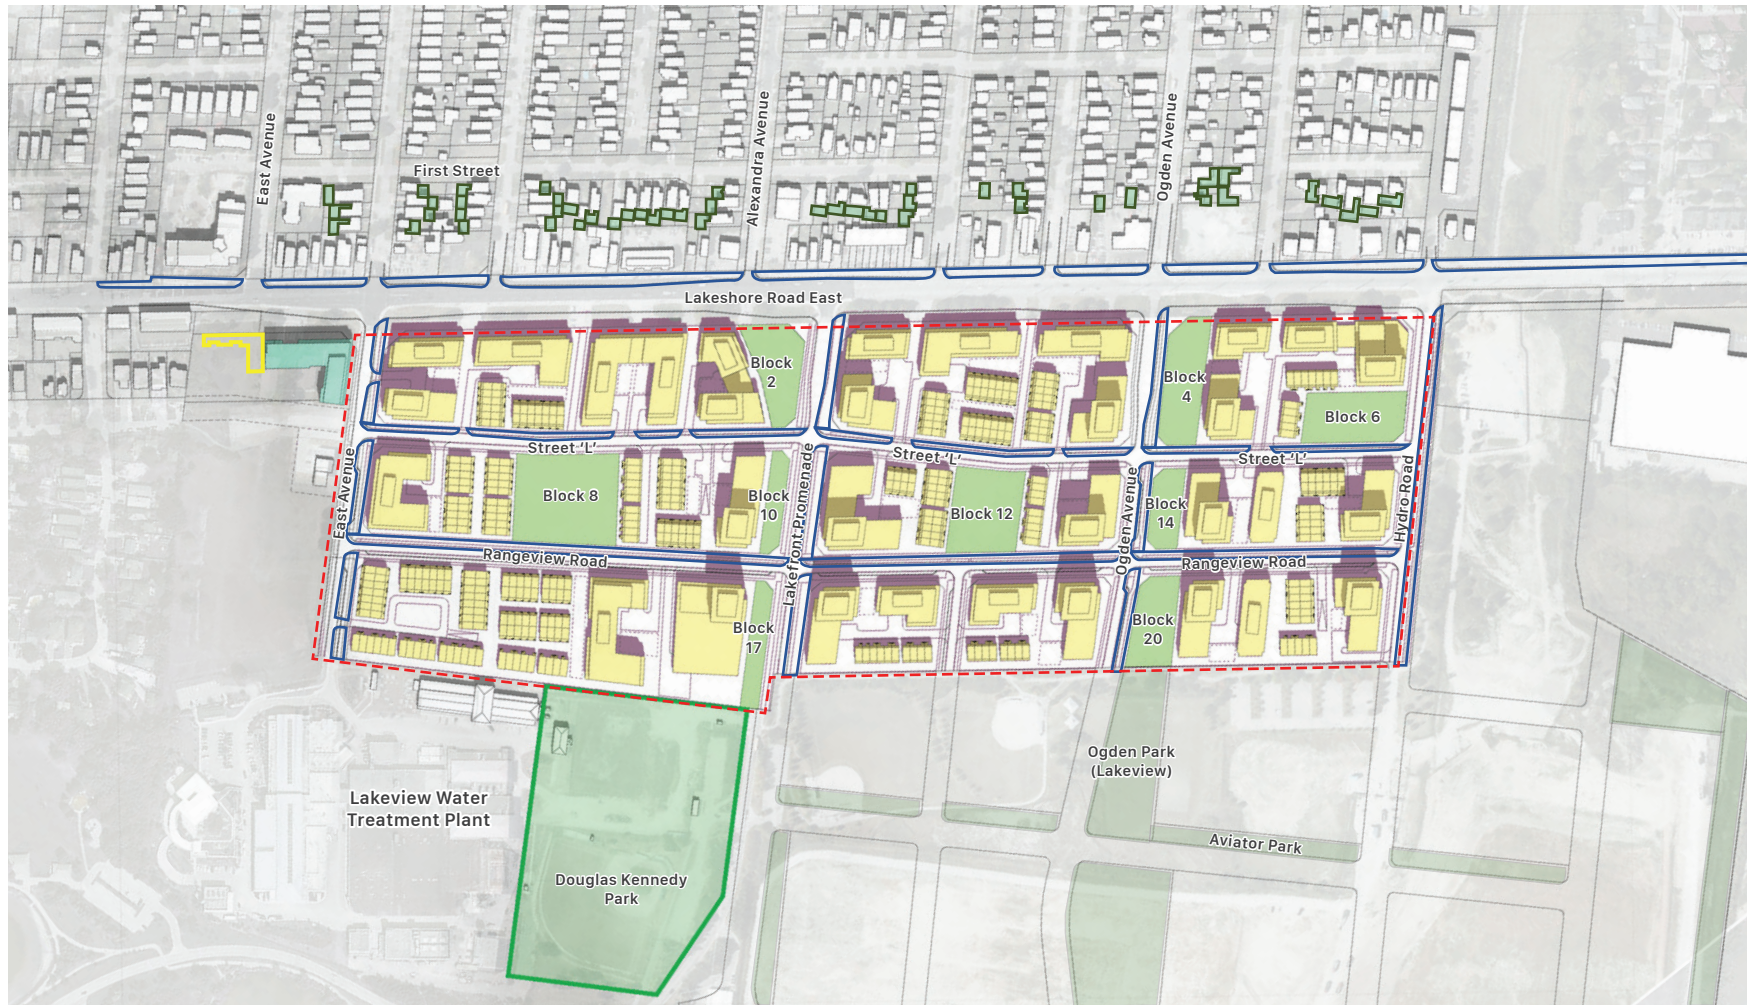 East Avenue
First Street
Alexandra Avenue
Ogden Avenue
Lakeshore Road East
Block
2
Block
4
Block 6
Street ‘L’
Street ‘L’
Street ‘L’
East Avenue
Block 8
Block
10
Lakefront Promenade
Block 12
Ogden Avenue
Block
14
Hydro Road
Rangeview Road
Rangeview Road
Block
17
Block
20
Lakeview Water
Treatment Plant
Douglas Kennedy
Park
Ogden Park
(Lakeview)
Aviator Park